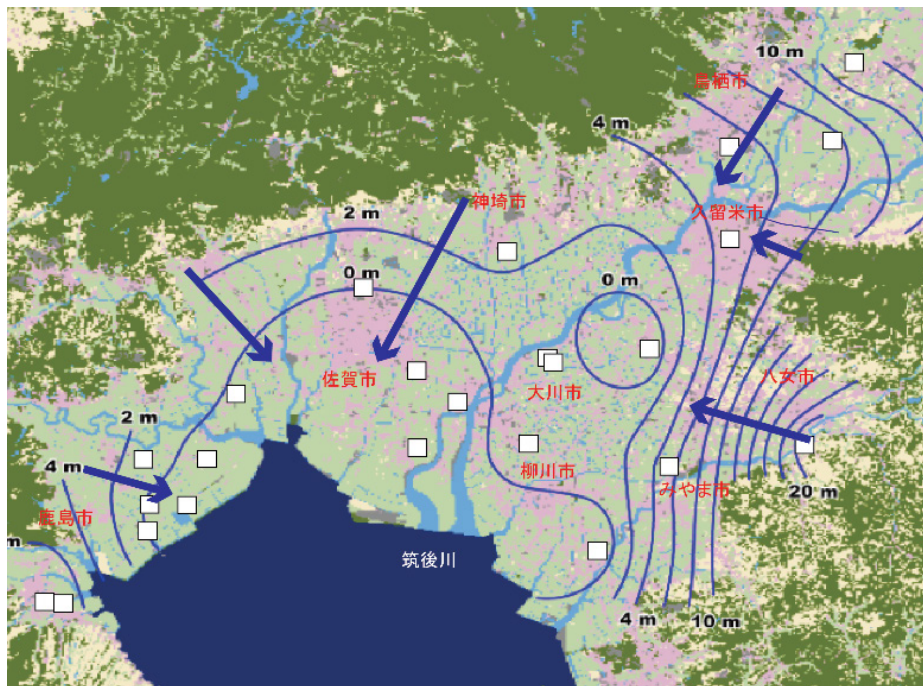 10 m
鳥栖市
4 m
神埼市
久留米市
2 m
0 m
0 m
佐賀市
大川市
八女市
2 m
4 m
柳川市
みやま市
20 m
鹿島市
m
筑後川
4 m
10 m